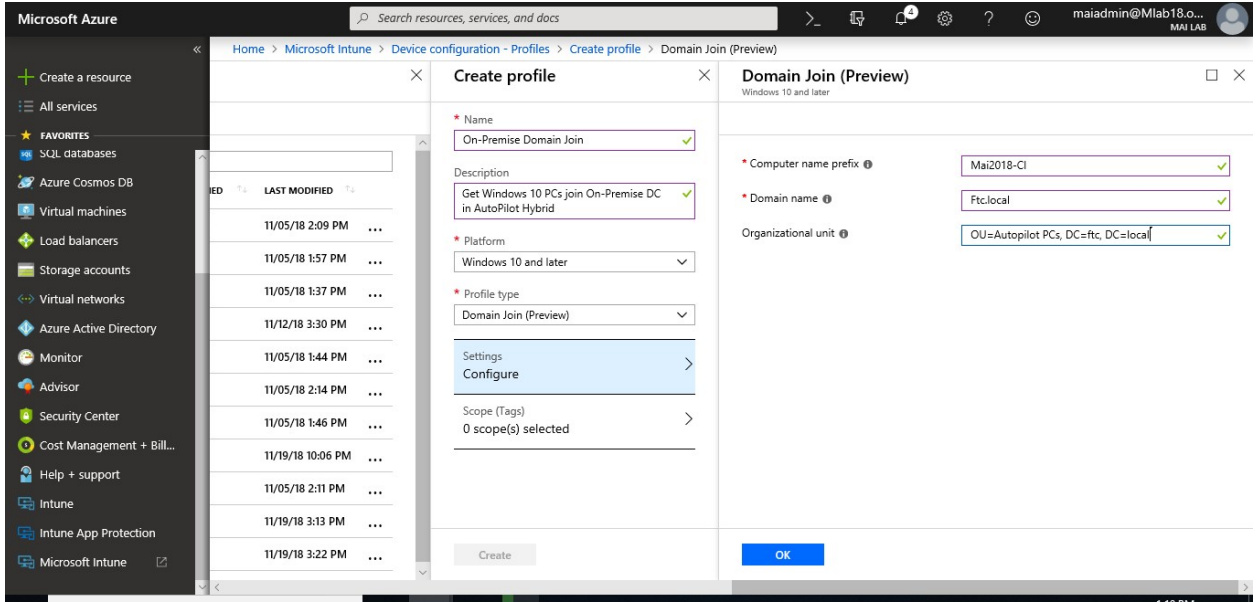 Microsoft Azure
Search resources, services, and docs
4
maiadmin@Mlab18.o...
MAI LAB
Home > Microsoft Intune > Device configuration - Profiles > Create profile > Domain Join (Preview)
Create a resource
All services
FAVORITES
SQL databases
Azure Cosmos DB
Virtual machines
Load balancers
Storage accounts
Virtual networks
Azure Active Directory
Monitor
Advisor
Security Center
Cost Management + Bill...
Help + support
Intune
Intune App Protection
Microsoft Intune
IED LAST MODIFIED
11/05/18 2:09 PM ...
11/05/18 1:57 PM ...
11/05/18 1:37 PM ...
11/12/18 3:30 PM ...
11/05/18 1:44 PM ...
11/05/18 2:14 PM ...
11/05/18 1:46 PM ...
11/19/18 10:06 PM ...
11/05/18 2:11 PM ...
11/19/18 3:13 PM ...
11/19/18 3:22 PM ...
Create profile
* Name
On-Premise Domain Join
Description
Get Windows 10 PCs join On-Premise DC
in AutoPilot Hybrid
* Platform
Windows 10 and later
* Profile type
Domain Join (Preview)
Settings
Configure
Scope (Tags)
0 scope(s) selected
Create
Domain Join (Preview)
Windows 10 and later
* Computer name prefix Mai2018-Cl
* Domain name Ftc.local
Organizational unit OU=Autopilot PCs, DC=ftc, DC=local
OK